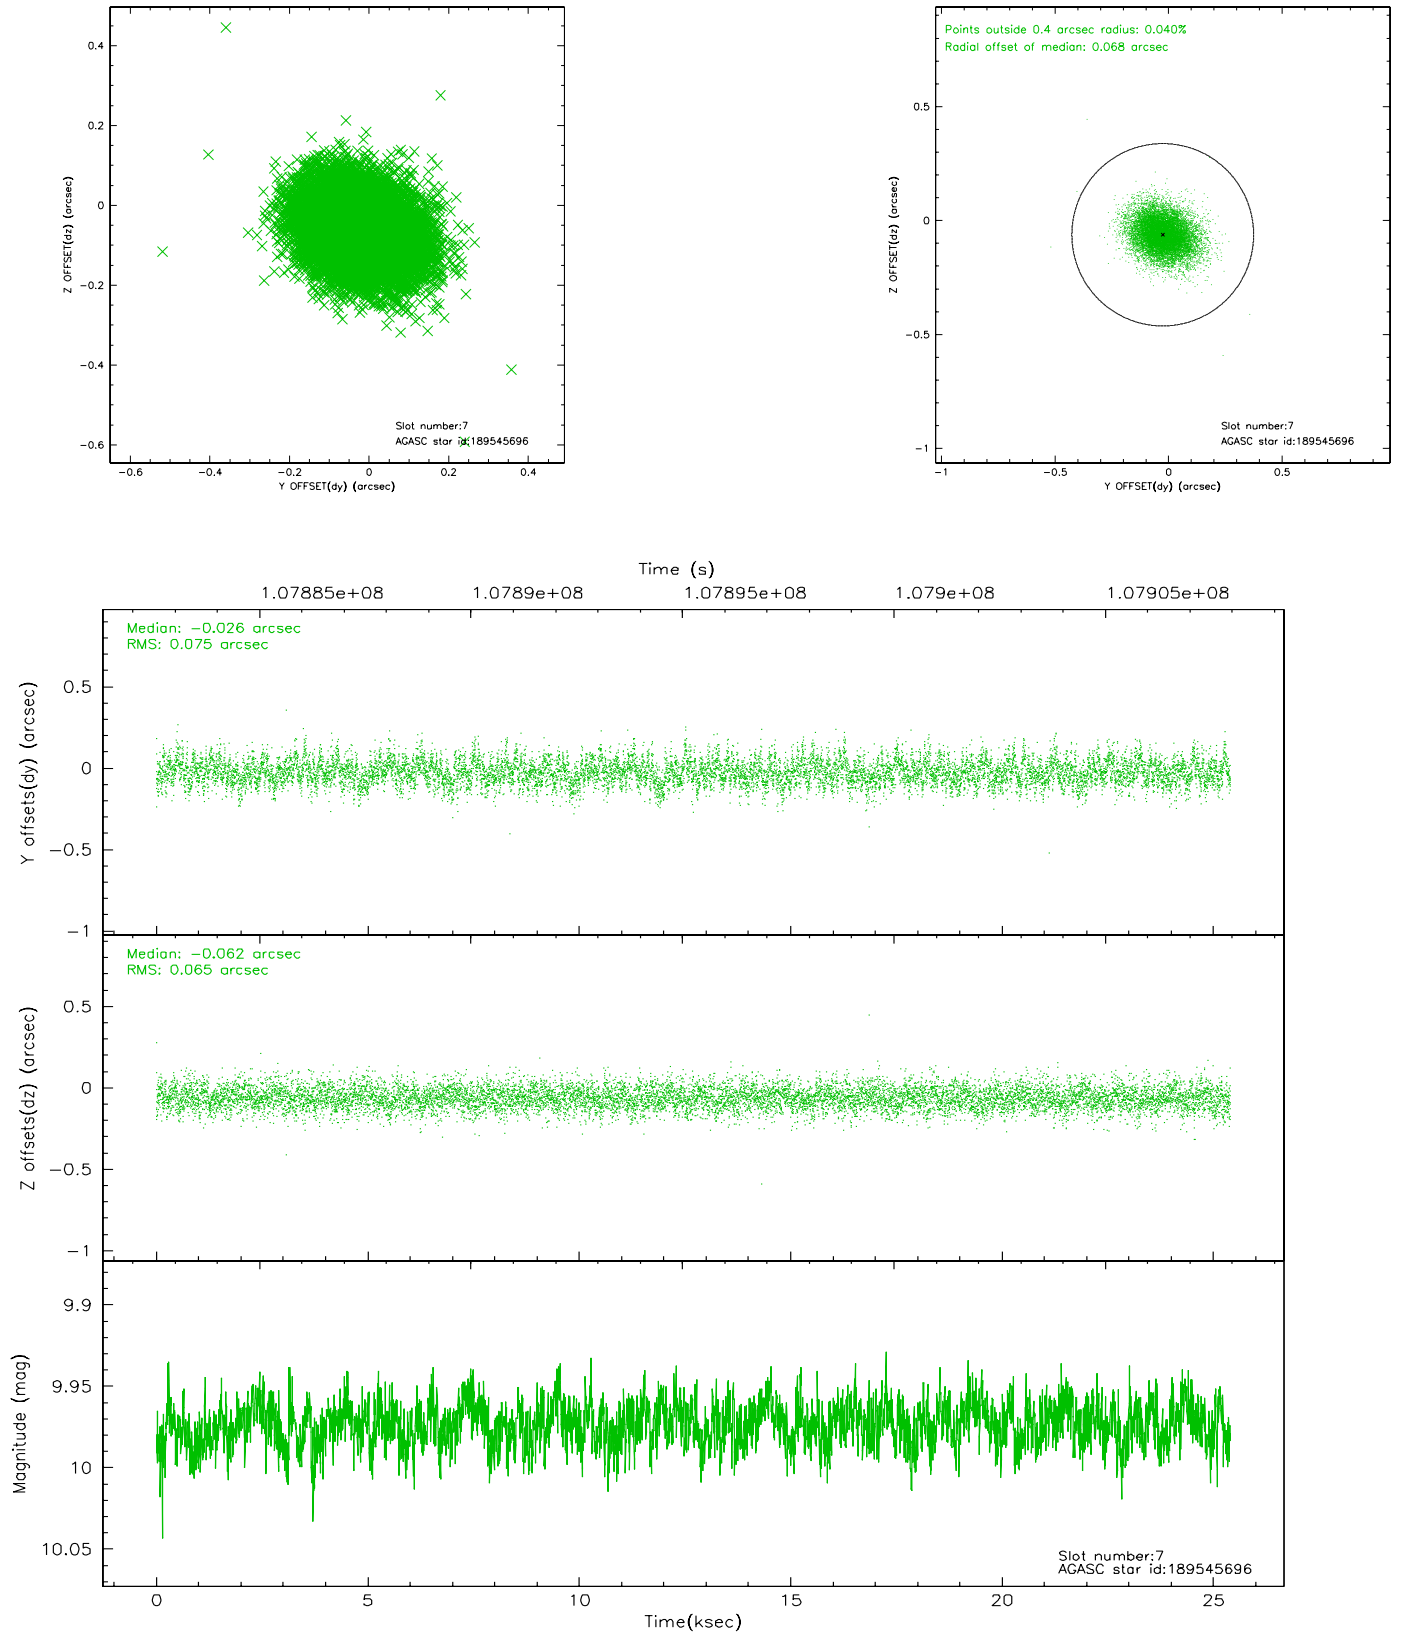 0.4
0.2
0
−0.2
−0.4
−0.6
Z OFFSET(dz) (arcsec)
Slot number:7
AGASC star id:189545696
−0.6 −0.4 −0.2 0 0.2 0.4
Y OFFSET(dy) (arcsec)
Points outside 0.4 arcsec radius: 0.040%
Radial offset of median: 0.068 arcsec
0.5
0
−0.5
−1
Z OFFSET(dz) (arcsec)
Slot number:7
AGASC star id:189545696
−1 −0.5 0 0.5
Y OFFSET(dy) (arcsec)
Time (s)
1.07885e+08 1.0789e+08 1.07895e+08 1.079e+08 1.07905e+08
Median: −0.026 arcsec
RMS: 0.075 arcsec
0.5
0
−0.5
−1
Y offsets(dy) (arcsec)
Median: −0.062 arcsec
RMS: 0.065 arcsec
0.5
0
−0.5
−1
Z offsets(dz) (arcsec)
9.9
9.95
10
10.05
Magnitude (mag)
Slot number:7
AGASC star id:189545696
0 5 10 15 20 25
Time(ksec)